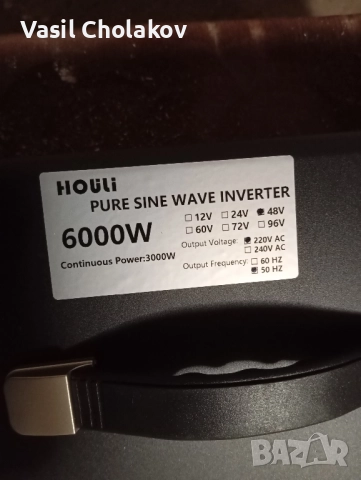 Vasil Cholakov
HOULI
PURE SINE WAVE INVERTER
6000W
12V 24V 48V
60V 72V 96V
Continuous Power:3000W
Output Voltage: 220V AC
240V AC
Output Frequency: 60 HZ
50 HZ
BAZAR